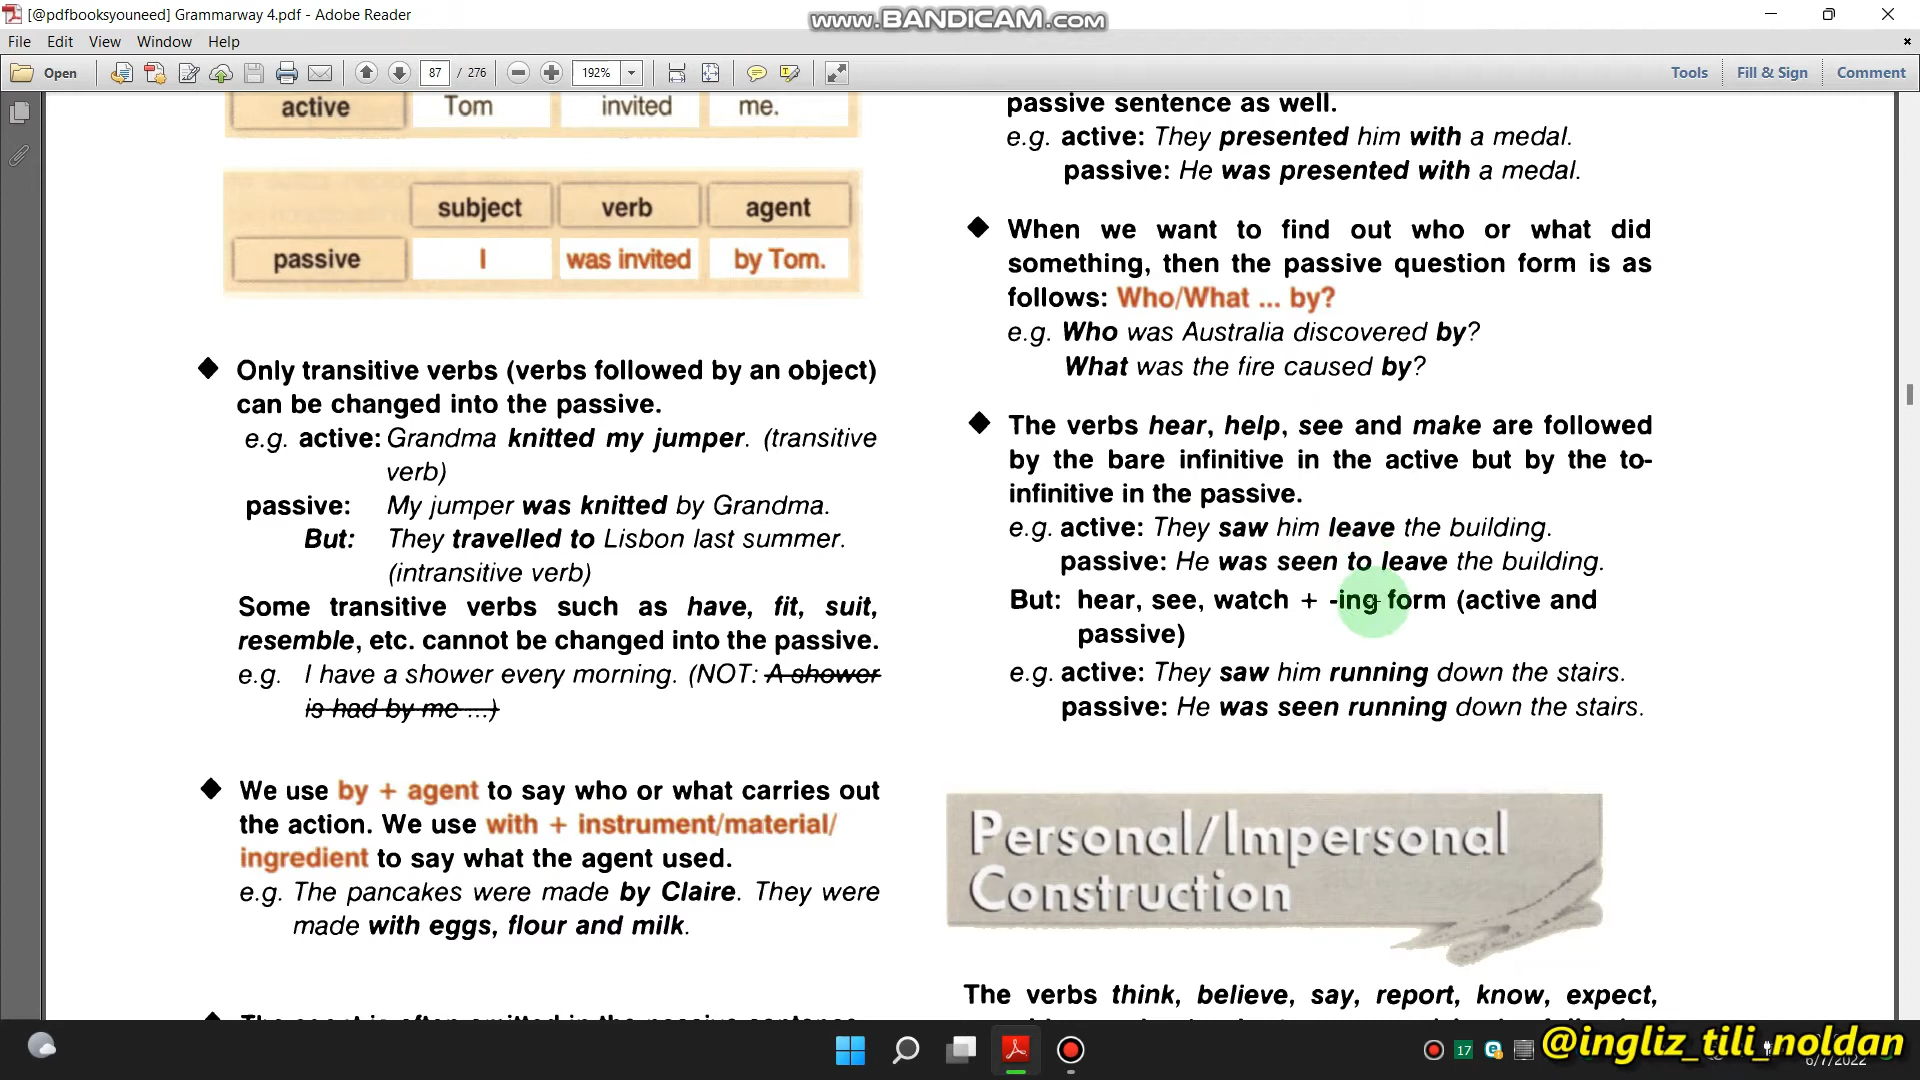 [@pdfbooksyouneed] Grammarway 4.pdf - Adobe Reader
www.BANDICAM.com
File Edit View Window Help
Open 87 / 276 192% Tools Fill & Sign Comment
active Tom invited me.
subject verb agent
passive I was invited by Tom.
Only transitive verbs (verbs followed by an object)
can be changed into the passive.
e.g. active: Grandma knitted my jumper. (transitive
verb)
passive: My jumper was knitted by Grandma.
But: They travelled to Lisbon last summer.
(intransitive verb)
Some transitive verbs such as have, fit, suit,
resemble, etc. cannot be changed into the passive.
e.g. I have a shower every morning. (NOT: A shower
is had by me ...)
We use by + agent to say who or what carries out
the action. We use with + instrument/material/
ingredient to say what the agent used.
e.g. The pancakes were made by Claire. They were
made with eggs, flour and milk.
The agent is often omitted in the passive sentence
passive sentence as well.
e.g. active: They presented him with a medal.
passive: He was presented with a medal.
When we want to find out who or what did
something, then the passive question form is as
follows: Who/What ... by?
e.g. Who was Australia discovered by?
What was the fire caused by?
The verbs hear, help, see and make are followed
by the bare infinitive in the active but by the to-
infinitive in the passive.
e.g. active: They saw him leave the building.
passive: He was seen to leave the building.
But: hear, see, watch + -ing form (active and
passive)
e.g. active: They saw him running down the stairs.
passive: He was seen running down the stairs.
Personal/Impersonal
Construction
The verbs think, believe, say, report, know, expect,
17
@ingliz_tili_noldan
6/7/2022